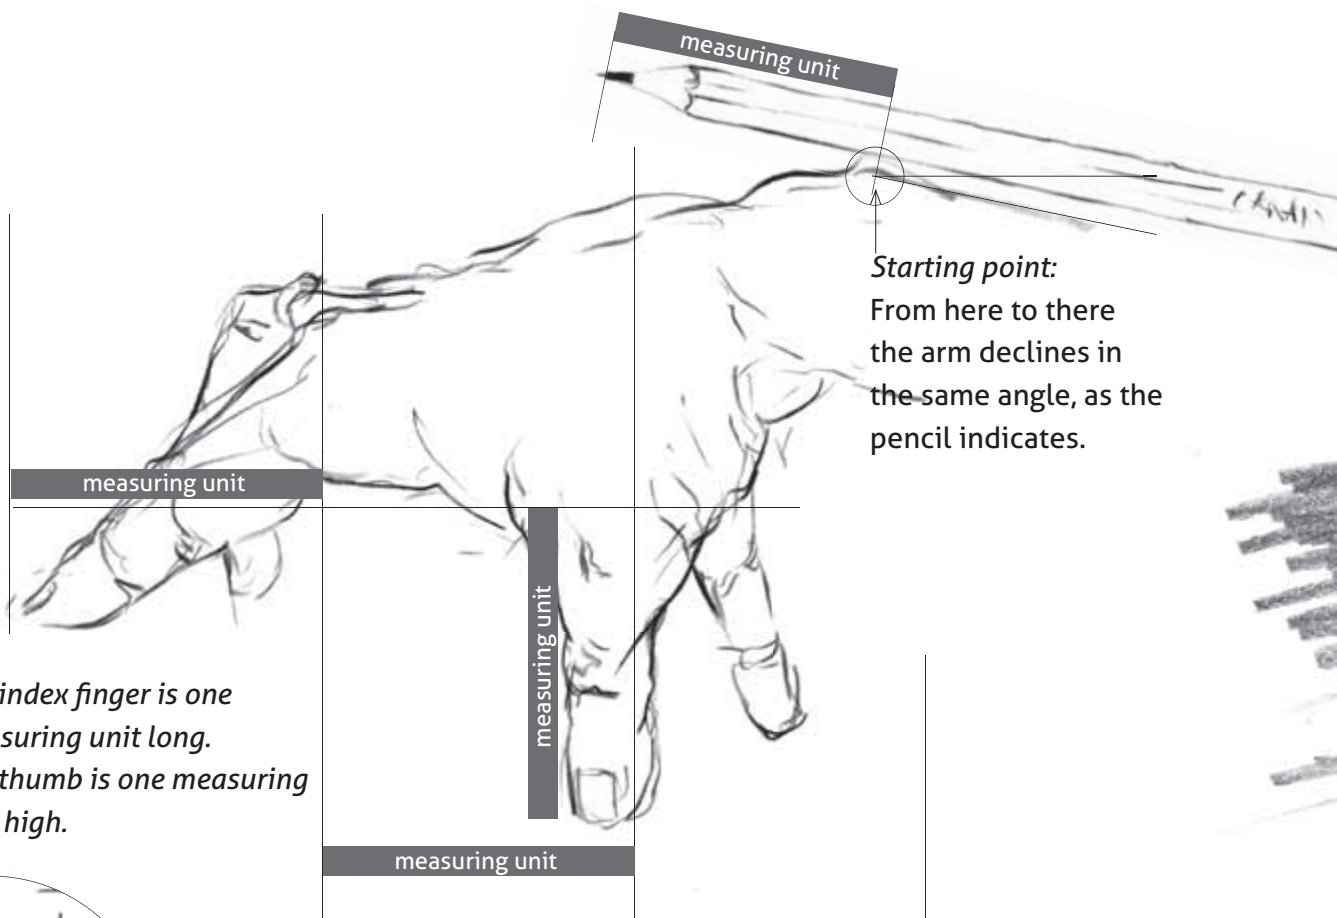 measuring unit
Starting point:
From here to there
the arm declines in
the same angle, as the
pencil indicates.
measuring unit
measuring unit
index finger is one
suring unit long.
thumb is one measuring
high.
measuring unit